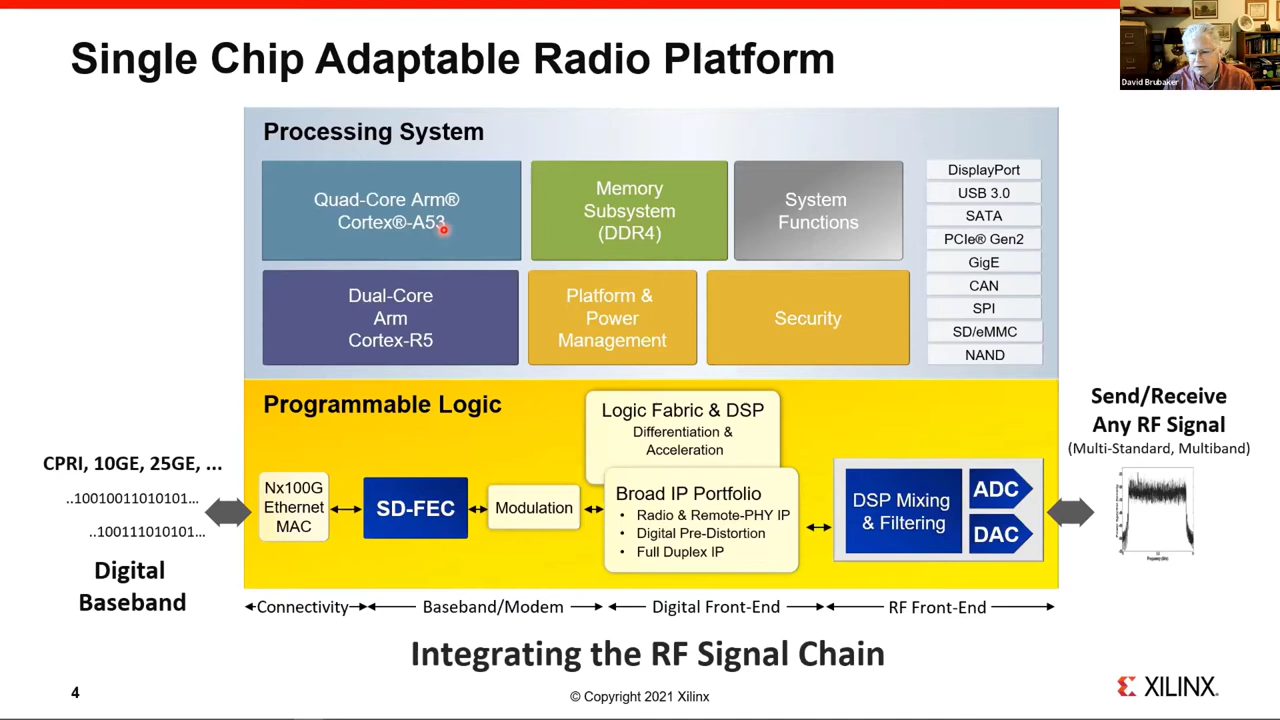 Single Chip Adaptable Radio Platform
David Brubaker
Processing System
Quad-Core Arm®
Cortex®-A53
Memory
Subsystem
(DDR4)
System
Functions
Dual-Core
Arm
Cortex-R5
Platform &
Power
Management
Security
DisplayPort
USB 3.0
SATA
PCIe® Gen2
GigE
CAN
SPI
SD/eMMC
NAND
Programmable Logic
Logic Fabric & DSP
Differentiation &
Acceleration
CPRI, 10GE, 25GE, ...
..10010011010101...
..100111010101...
Digital
Baseband
Nx100G
Ethernet
MAC
SD-FEC
Modulation
Broad IP Portfolio
• Radio & Remote-PHY IP
• Digital Pre-Distortion
• Full Duplex IP
DSP Mixing
& Filtering
ADC
DAC
Send/Receive
Any RF Signal
(Multi-Standard, Multiband)
Connectivity
Baseband/Modem
Digital Front-End
RF Front-End
Integrating the RF Signal Chain
4
© Copyright 2021 Xilinx
XILINX.